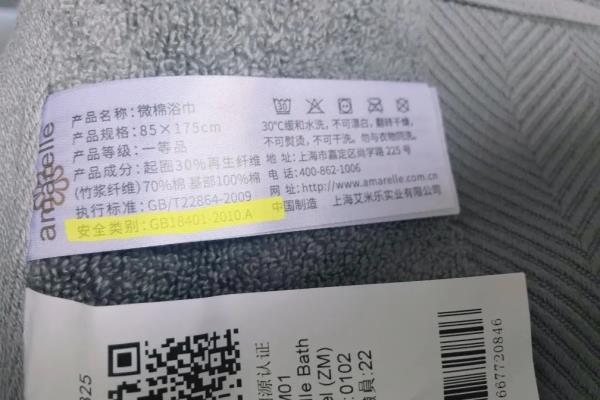 amarelle
产品名称：微棉浴巾
产品规格：85×175cm
产品等级：一等品
产品成分：起圈30%再生纤维
(竹浆纤维)70%棉 基部100%棉
执行标准：GB/T22864-2009
安全类别：GB18401-2010.A
30
30℃缓和水洗，不可漂白，翻转干燥，
不可熨烫，不可干洗。勿与衣物同洗。
地 址：上海市嘉定区尚学路 225 号
电 话：400-862-1006
网 址：http://www.amarelle.com.cn
中国制造 上海艾米乐实业有限公司
源认证
M01
lle Bath
el (ZM)
:0102
員:22
325
667720846